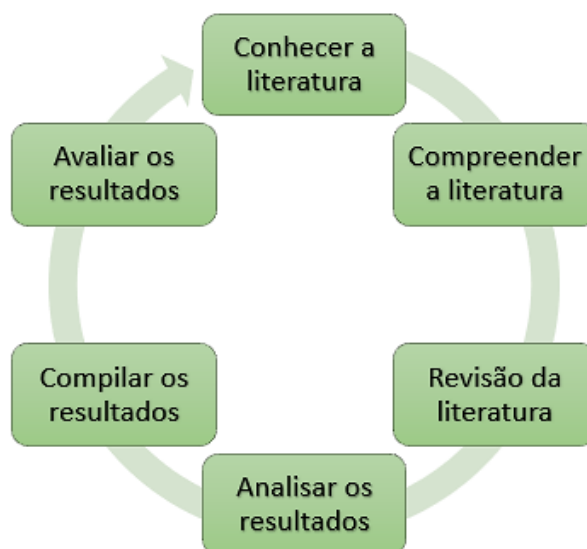 Conhecer a
literatura
Compreender
a literatura
Revisão da
literatura
Analisar os
resultados
Compilar os
resultados
Avaliar os
resultados